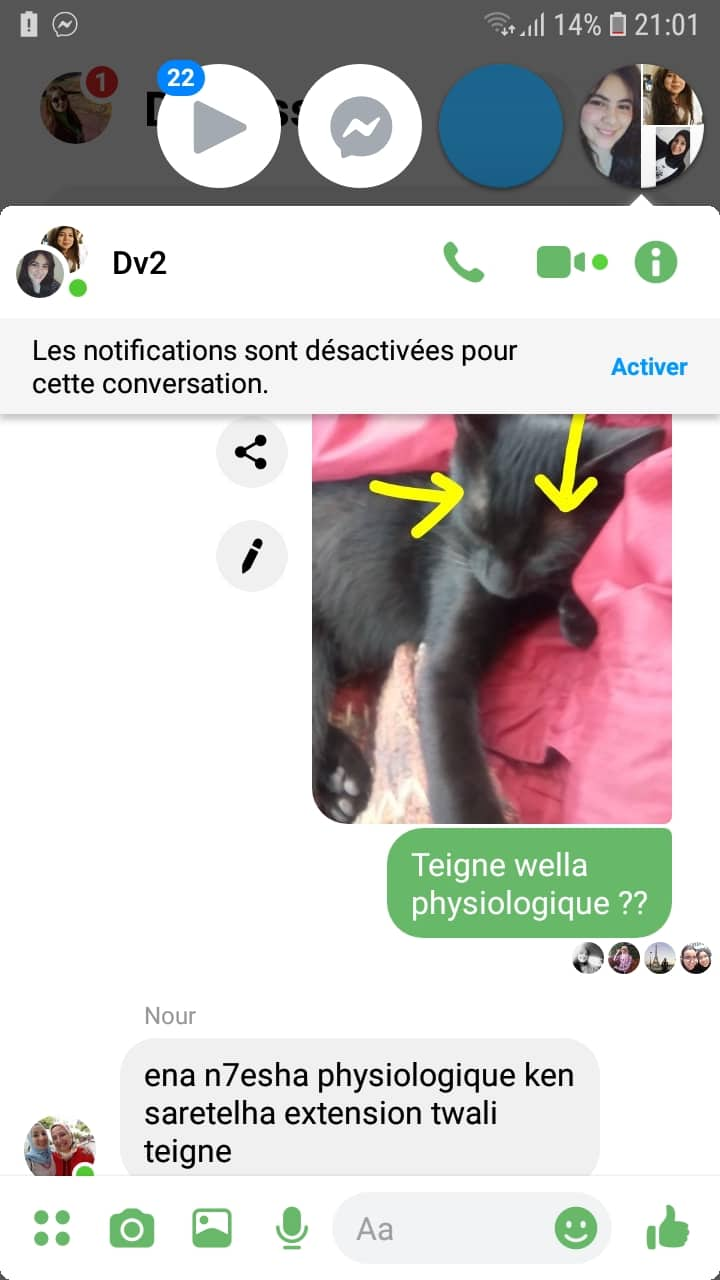 14% 21:01
1
22
Dv2
Les notifications sont désactivées pour
cette conversation.
Activer
Teigne wella
physiologique ??
Nour
ena n7esha physiologique ken
saretelha extension twali
teigne
Aa